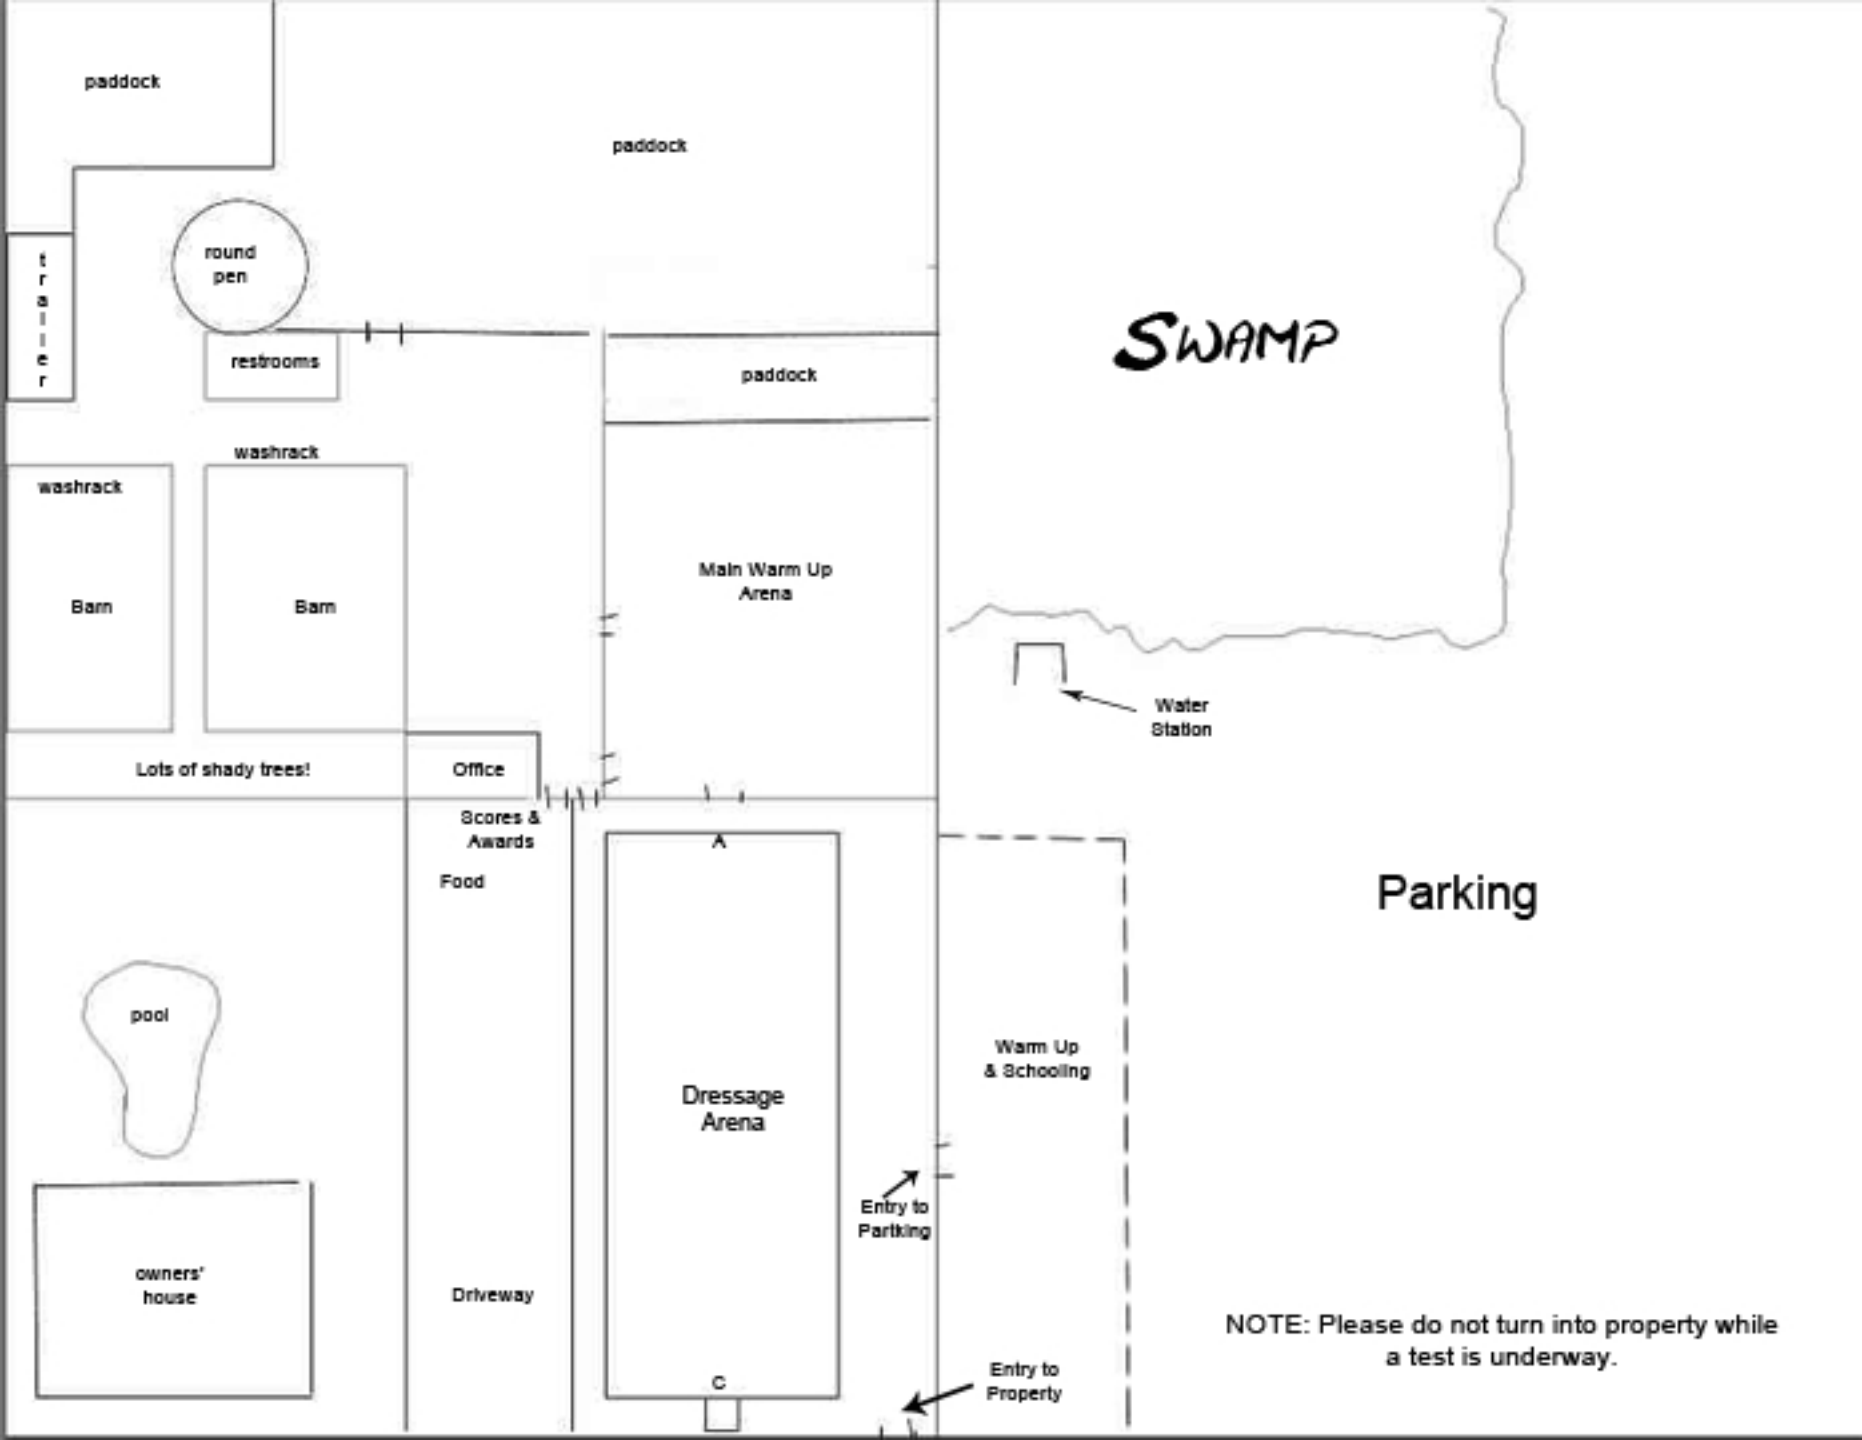 paddock
paddock
round
pen
t
r
a
i
l
e
r
restrooms
paddock
SWAMP
washrack
washrack
Main Warm Up
Arena
Barn
Barn
Water
Station
Lots of shady trees!
Office
Scores &
Awards
A
Food
Parking
pool
Warm Up
& Schooling
Dressage
Arena
Entry to
Partking
owners'
house
Driveway
NOTE: Please do not turn into property while
a test is underway.
C
Entry to
Property